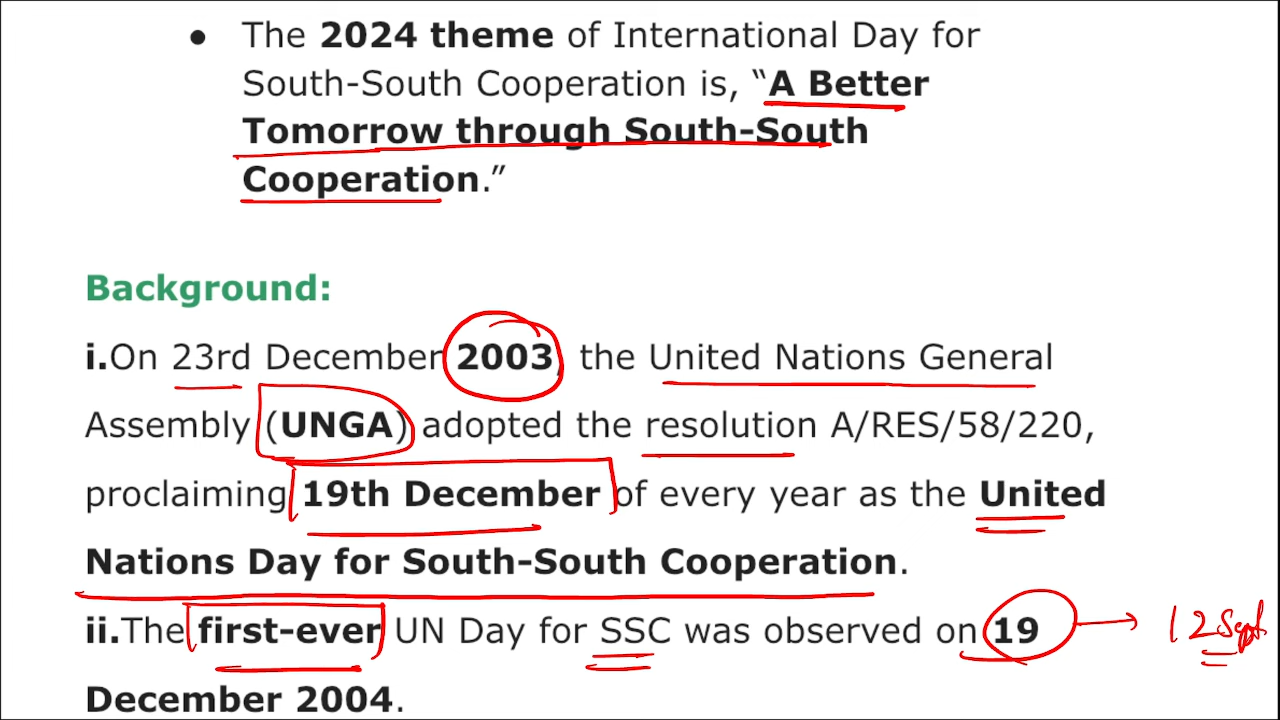 ● The 2024 theme of International Day for
South-South Cooperation is, “A Better
Tomorrow through South-South
Cooperation.”
Background:
i.On 23rd December 2003, the United Nations General
Assembly (UNGA) adopted the resolution A/RES/58/220,
proclaiming 19th December of every year as the United
Nations Day for South-South Cooperation.
ii.The first-ever UN Day for SSC was observed on 19 → 12 Sept.
December 2004.